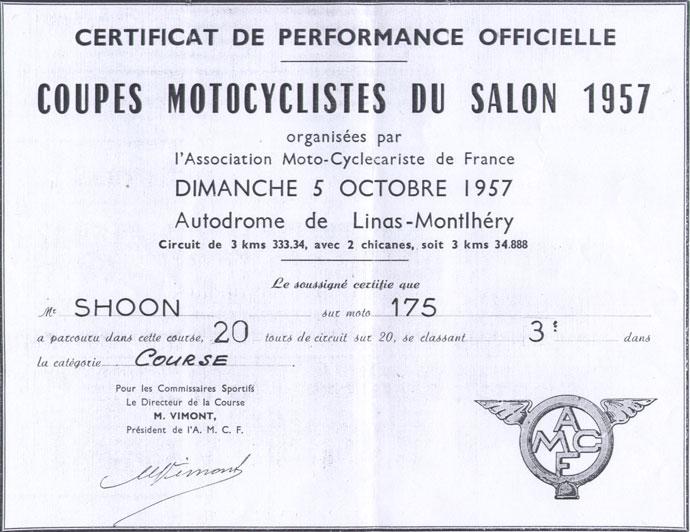 CERTIFICAT DE PERFORMANCE OFFICIELLE
COUPES MOTOCYCLISTES DU SALON 1957
organisées par
l'Association Moto-Cyclecariste de France
DIMANCHE 5 OCTOBRE 1957
Autodrome de Linas-Montlhéry
Circuit de 3 kms 333.34, avec 2 chicanes, soit 3 kms 34.888
Le soussigné certifie que
Mr SHOON sur moto 175
a parcouru dans cette course, 20 tours de circuit sur 20, se classant 3e dans
la catégorie COURSE
Pour les Commissaires Sportifs
Le Directeur de la Course
M. VIMONT,
Président de l'A. M. C. F.
MVimont
AMCF